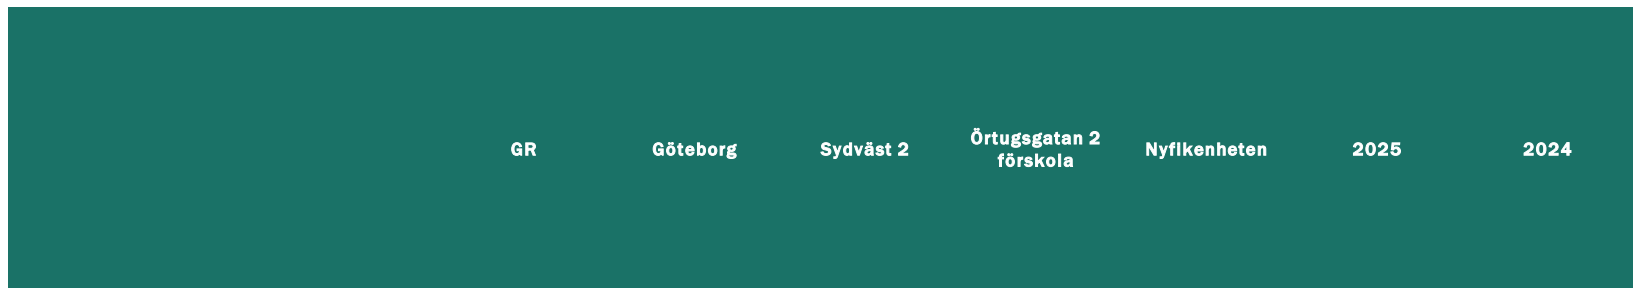 GR
Göteborg
Sydväst 2
Örtugsgatan 2
förskola
Nyfikenheten
2025
2024